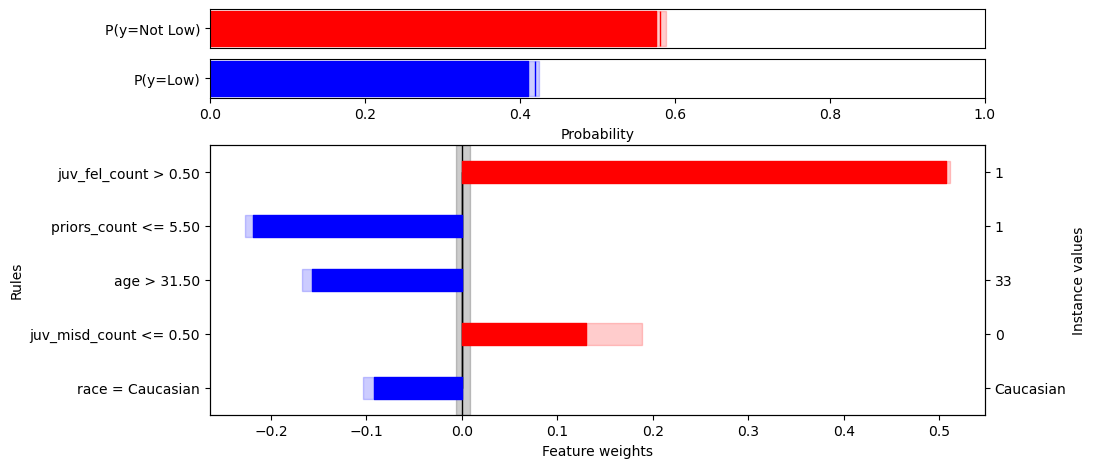 P(y=Not Low)
P(y=Low)
0.0 0.2 0.4 0.6 0.8 1.0
Probability
juv_fel_count > 0.50 1
priors_count <= 5.50 1
age > 31.50 33
juv_misd_count <= 0.50 0
race = Caucasian Caucasian
Rules
Instance values
−0.2 −0.1 0.0 0.1 0.2 0.3 0.4 0.5
Feature weights